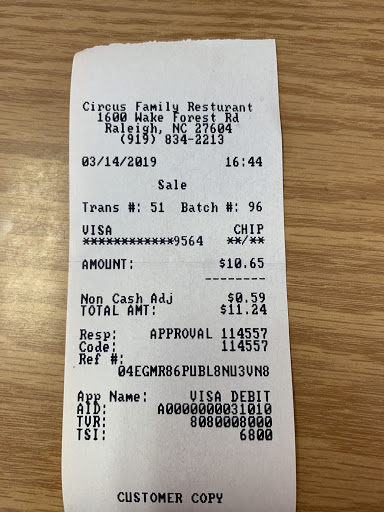 Circus Family Resturant
1600 Wake Forest Rd
Raleigh, NC 27604
(919) 834-2213
03/14/2019 16:44
Sale
Trans #: 51 Batch #: 96
VISA CHIP
************9564 **/**
AMOUNT: $10.65
--------
Non Cash Adj $0.59
TOTAL AMT: $11.24
Resp: APPROVAL 114557
Code: 114557
Ref #:
04EGMR86PUBL8NU3VN8
App Name: VISA DEBIT
AID: A0000000031010
TVR: 8080008000
TSI: 6800
CUSTOMER COPY